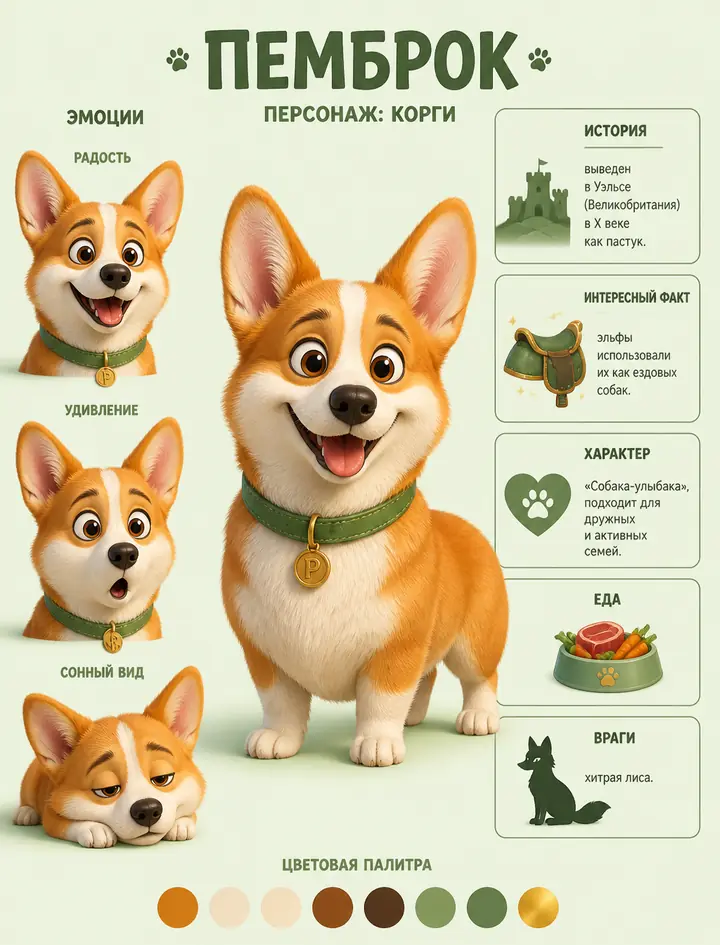 ПЕМБРОК
ПЕРСОНАЖ: КОРГИ
ЭМОЦИИ
РАДОСТЬ
P
УДИВЛЕНИЕ
СОННЫЙ ВИД
P
ИСТОРИЯ
выведен
в Уэльсе
(Великобритания)
в X веке
как пастук.
ИНТЕРЕСНЫЙ ФАКТ
эльфы
использовали
их как ездовых
собак.
ХАРАКТЕР
«Собака-улыбака»,
подходит для
дружных
и активных
семей.
ЕДА
ВРАГИ
хитрая лиса.
ЦВЕТОВАЯ ПАЛИТРА